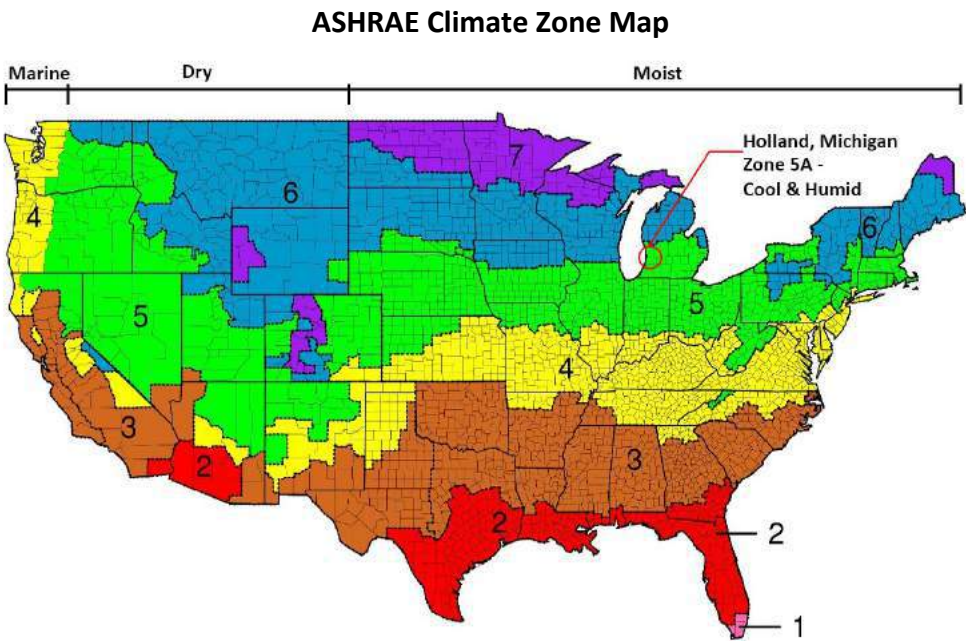 ASHRAE Climate Zone Map
Marine
Dry
Moist
Holland, Michigan
Zone 5A -
Cool & Humid
7
6
4
6
5
5
4
3
3
2
2
2
1